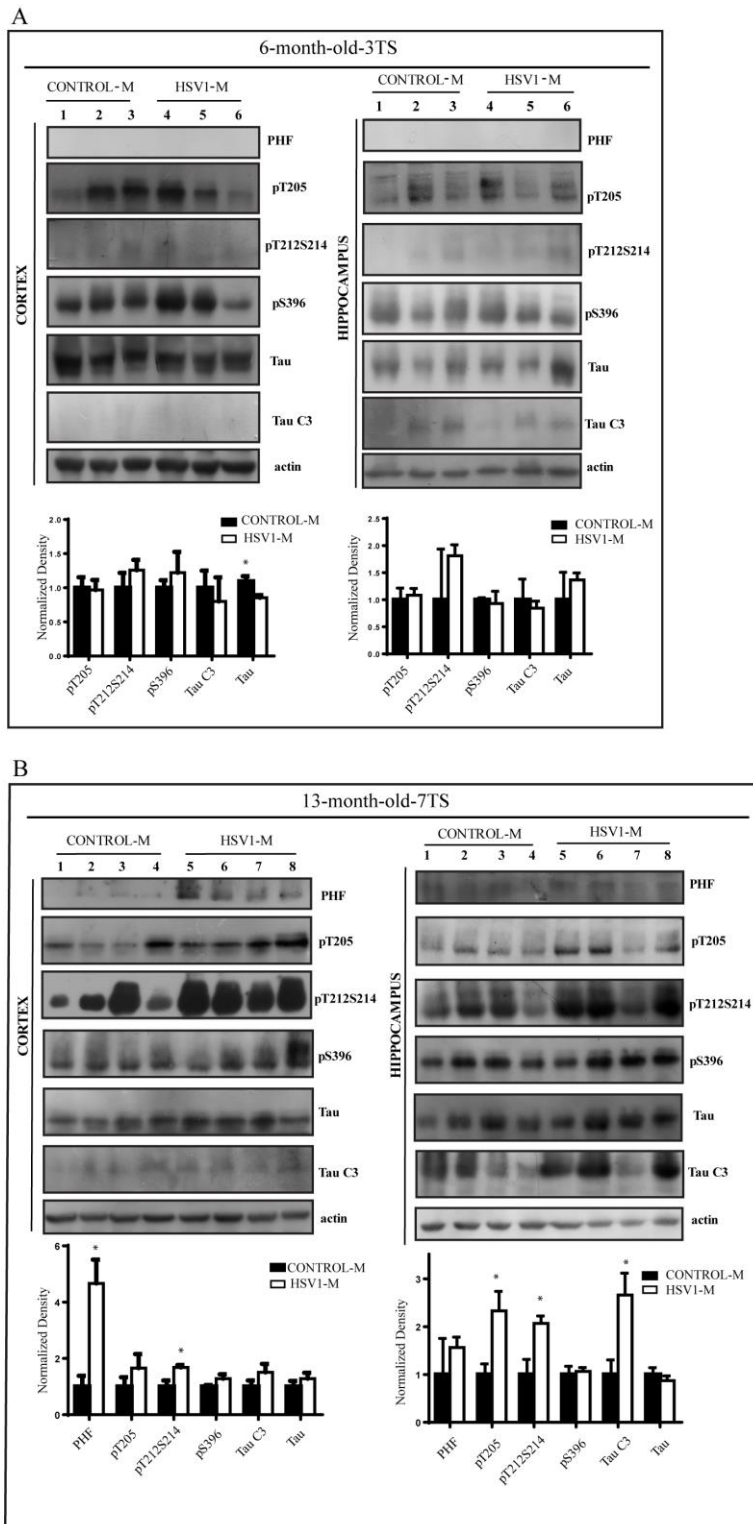 A
6-month-old-3TS
CONTROL-M HSV1-M
1 2 3 4 5 6
CORTEX
PHF
pT205
pT212S214
pS396
Tau
Tau C3
actin
CONTROL-M HSV1-M
1 2 3 4 5 6
HIPPOCAMPUS
PHF
pT205
pT212S214
pS396
Tau
Tau C3
actin
Normalized Density
2.0
1.5
1.0
0.5
0.0
CONTROL-M
HSV1-M
*
pT205
pT212S214
pS396
Tau C3
Tau
Normalized Density
2.5
2.0
1.5
1.0
0.5
0.0
CONTROL-M
HSV1-M
pT205
pT212S214
pS396
Tau C3
Tau
B
13-month-old-7TS
CONTROL-M HSV1-M
1 2 3 4 5 6 7 8
CORTEX
PHF
pT205
pT212S214
pS396
Tau
Tau C3
actin
CONTROL-M HSV1-M
1 2 3 4 5 6 7 8
HIPPOCAMPUS
PHF
pT205
pT212S214
pS396
Tau
Tau C3
actin
Normalized Density
6
4
2
0
*
*
CONTROL-M
HSV1-M
PHF
pT205
pT212S214
pS396
Tau C3
Tau
Normalized Density
3
2
1
0
*
*
*
CONTROL-M
HSV1-M
PHF
pT205
pT212S214
pS396
Tau C3
Tau